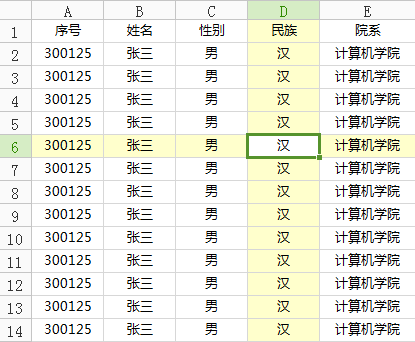 A B C D E
1 序号 姓名 性别 民族 院系
2 300125 张三 男 汉 计算机学院
3 300125 张三 男 汉 计算机学院
4 300125 张三 男 汉 计算机学院
5 300125 张三 男 汉 计算机学院
6 300125 张三 男 汉 计算机学院
7 300125 张三 男 汉 计算机学院
8 300125 张三 男 汉 计算机学院
9 300125 张三 男 汉 计算机学院
10 300125 张三 男 汉 计算机学院
11 300125 张三 男 汉 计算机学院
12 300125 张三 男 汉 计算机学院
13 300125 张三 男 汉 计算机学院
14 300125 张三 男 汉 计算机学院